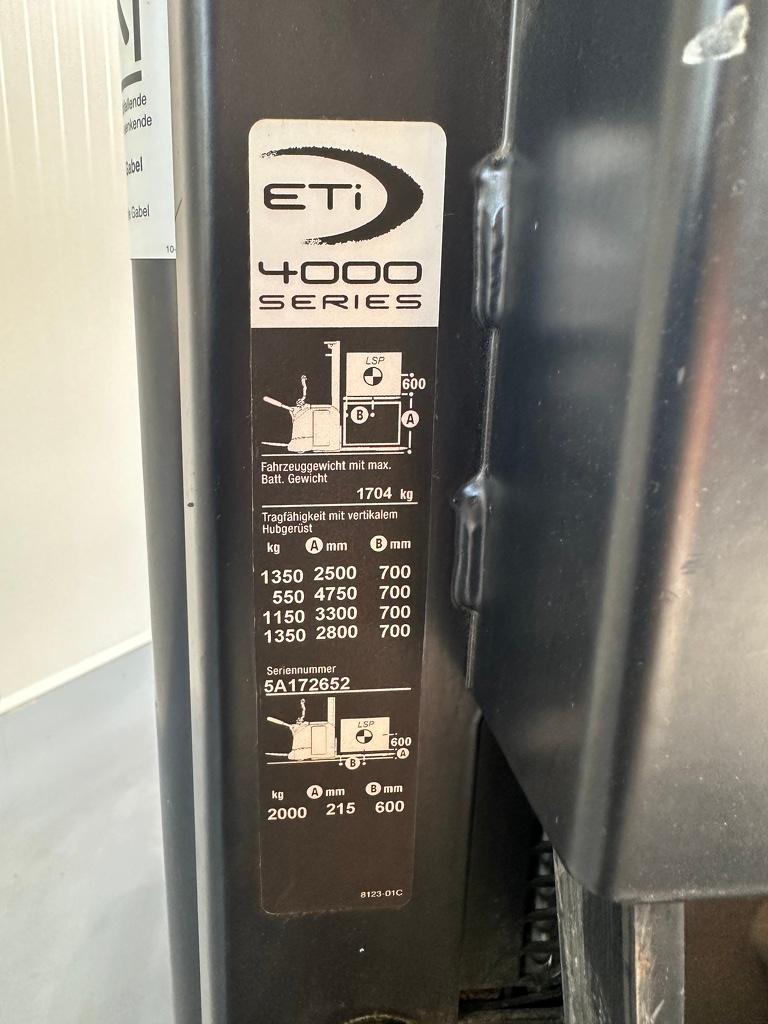 Gabel
Gabel
10-
ETi
4000
SERIES
LSP
600
B
A
Fahrzeuggewicht mit max.
Batt. Gewicht
1704 kg
Tragfähigkeit mit vertikalem
Hubgerüst
kg A mm B mm
1350 2500 700
550 4750 700
1150 3300 700
1350 2800 700
Seriennummer
5A172652
LSP
600
B
A
kg A mm B mm
2000 215 600
8123-01C